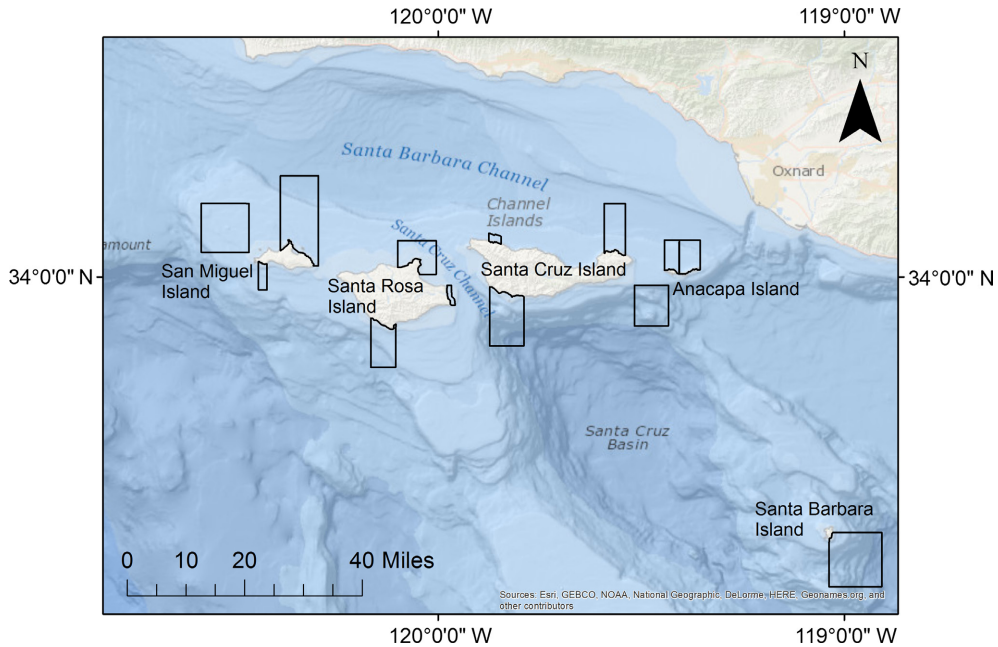 120°0'0" W
119°0'0" W
N
Santa Barbara Channel
Oxnard
Channel
Islands
Santa Cruz Channel
amount
34°0'0" N
34°0'0" N
San Miguel
Island
Santa Rosa
Island
Santa Cruz Island
Anacapa Island
Santa Cruz
Basin
Santa Barbara
Island
0 10 20 40 Miles
Sources: Esri, GEBCO, NOAA, National Geographic, DeLorme, HERE, Geonames.org, and
other contributors
120°0'0" W
119°0'0" W